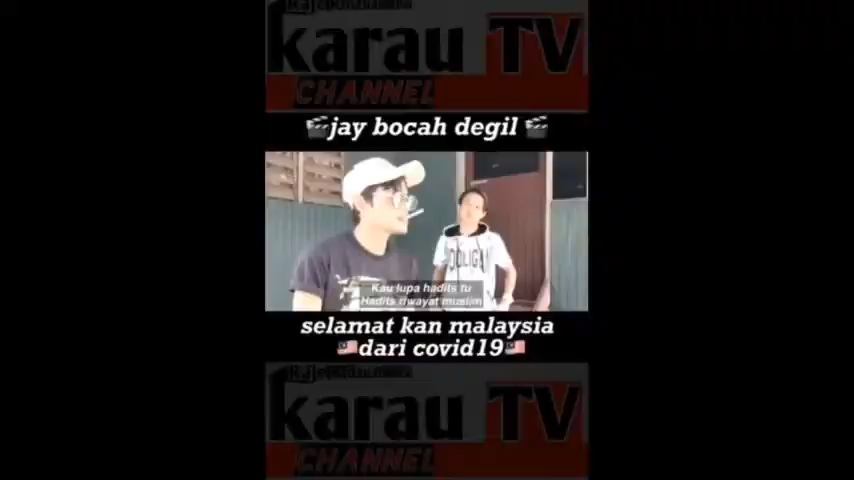 karau TV
CHANNEL
🎬jay bocah degil 🎬
OOLIGA
Kau lupa hadits tu
Hadits riwayat muslim
selamat kan malaysia
🇲🇾dari covid19🇲🇾
karau TV
CHANNEL